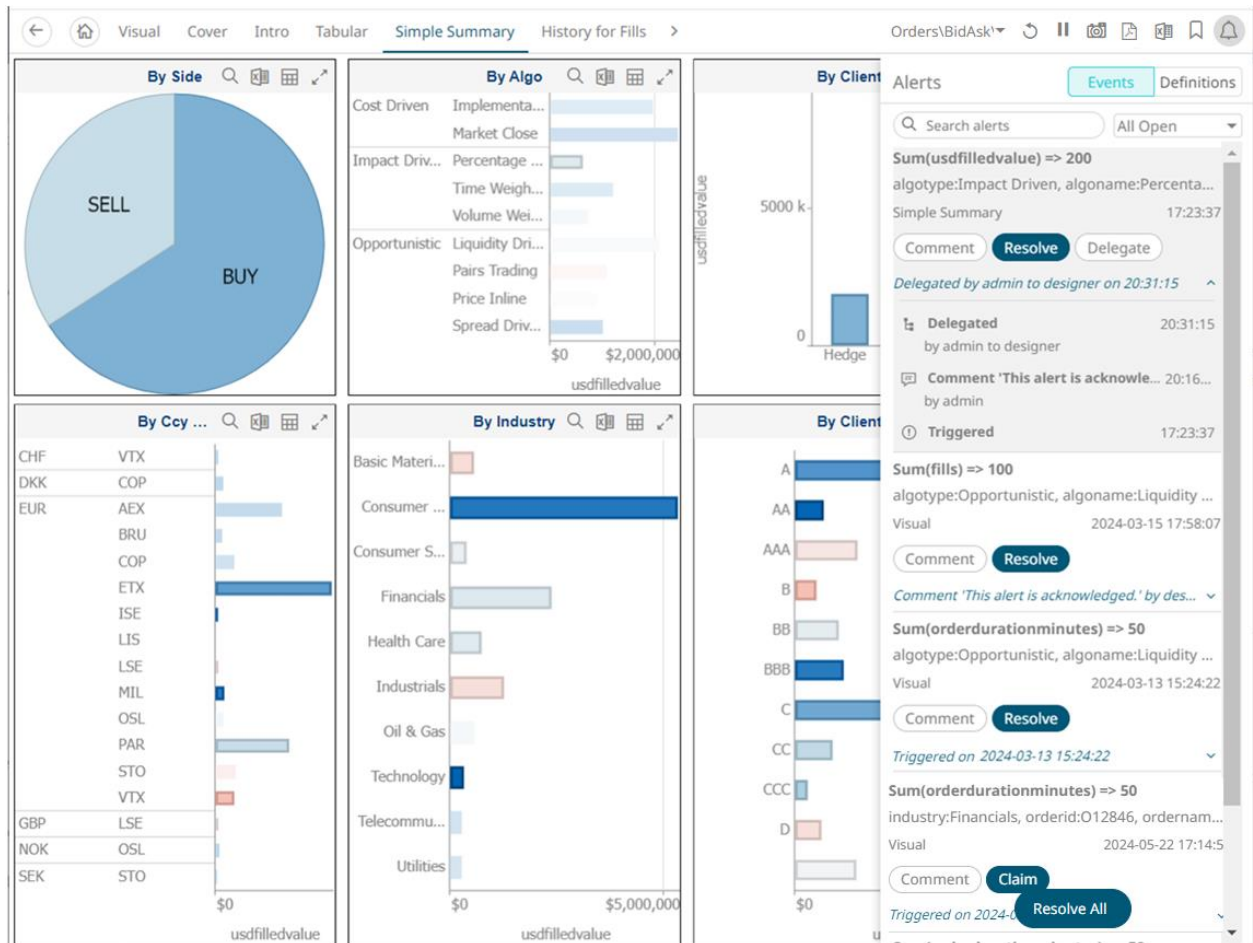 Visual Cover Intro Tabular Simple Summary History for Fills
Orders\BidAsk\
By Side
SELL
BUY
By Algo
Cost Driven Implementa...
Market Close
Impact Driv... Percentage ...
Time Weigh...
Volume Wei...
Opportunistic Liquidity Dri...
Pairs Trading
Price Inline
Spread Driv...
$0 $2,000,000
usdfilledvalue
By Client
usdfilledvalue
5000 k
0
Hedge
By Ccy ...
CHF VTX
DKK COP
EUR AEX
BRU
COP
ETX
ISE
LIS
LSE
MIL
OSL
PAR
STO
VTX
GBP LSE
NOK OSL
SEK STO
$0
usdfilledvalue
By Industry
Basic Materi...
Consumer ...
Consumer S...
Financials
Health Care
Industrials
Oil & Gas
Technology
Telecommu...
Utilities
$0 $5,000,000
usdfilledvalue
By Client
A
AA
AAA
B
BB
BBB
C
CC
CCC
D
$0
Alerts Events Definitions
Search alerts All Open
Sum(usdfilledvalue) => 200
algotype:Impact Driven, algoname:Percenta...
Simple Summary 17:23:37
Comment Resolve Delegate
Delegated by admin to designer on 20:31:15
Delegated 20:31:15
by admin to designer
Comment 'This alert is acknowle... 20:16...
by admin
Triggered 17:23:37
Sum(fills) => 100
algotype:Opportunistic, algoname:Liquidity ...
Visual 2024-03-15 17:58:07
Comment Resolve
Comment 'This alert is acknowledged.' by des...
Sum(orderdurationminutes) => 50
algotype:Opportunistic, algoname:Liquidity ...
Visual 2024-03-13 15:24:22
Comment Resolve
Triggered on 2024-03-13 15:24:22
Sum(orderdurationminutes) => 50
industry:Financials, orderid:O12846, ordernam...
Visual 2024-05-22 17:14:5
Comment Claim
Triggered on 2024-0
Resolve All